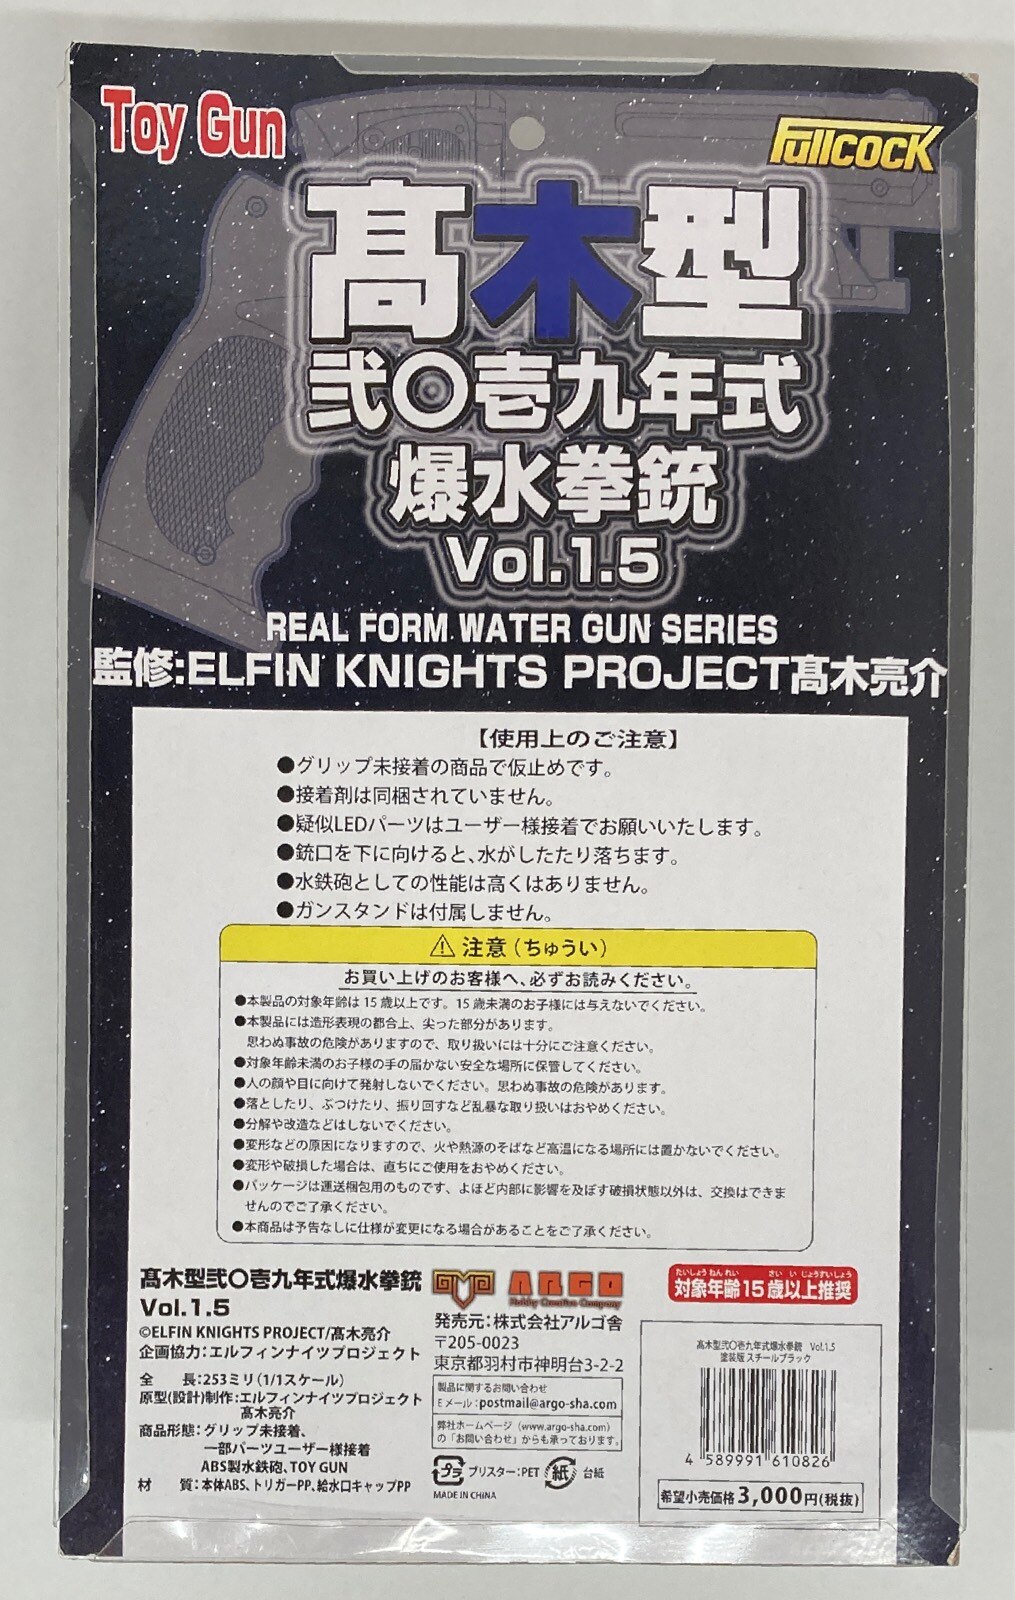 Toy Gun
Fullcock
髙木型
弐〇壱九年式
爆水拳銃
Vol.1.5
REAL FORM WATER GUN SERIES
監修:ELFIN KNIGHTS PROJECT髙木亮介
【使用上のご注意】
●グリップ未接着の商品で仮止めです。
●接着剤は同梱されていません。
●疑似LEDパーツはユーザー様接着でお願いいたします。
●銃口を下に向けると、水がしたたり落ちます。
●水鉄砲としての性能は高くはありません。
●ガンスタンドは付属しません。
⚠ 注意(ちゅうい)
お買い上げのお客様へ、必ずお読みください。
●本製品の対象年齢は15歳以上です。15歳未満のお子様には与えないでください。
●本製品には造形表現の都合上、尖った部分があります。
思わぬ事故の危険がありますので、取り扱いには十分にご注意ください。
●対象年齢未満のお子様の手の届かない安全な場所に保管してください。
●人の顔や目に向けて発射しないでください。思わぬ事故の危険があります。
●落としたり、ぶつけたり、振り回すなど乱暴な取り扱いはおやめください。
●分解や改造などはしないでください。
●変形などの原因になりますので、火や熱源のそばなど高温になる場所には置かないでください。
●変形や破損した場合は、直ちにご使用をおやめください。
●パッケージは運送梱包用のものです、よほど内部に影響を及ぼす破損状態以外は、交換はできま
せんのでご了承ください。
●本商品は予告なしに仕様が変更になる場合があることをご了承ください。
髙木型弐〇壱九年式爆水拳銃
Vol.1.5
©ELFIN KNIGHTS PROJECT/髙木亮介
企画協力:エルフィンナイツプロジェクト
全 長:253ミリ(1/1スケール)
原型(設計)制作:エルフィンナイツプロジェクト
髙木亮介
商品形態:グリップ未接着、
一部パーツユーザー様接着
ABS製水鉄砲、TOY GUN
材 質:本体ABS、トリガーPP、給水口キャップPP
ARGO
Hobby Creative Company
発売元:株式会社アルゴ舎
〒205-0023
東京都羽村市神明台3-2-2
製品に関するお問い合わせ
Eメール:postmail@argo-sha.com
弊社ホームページ(www.argo-sha.com)
の「お問い合わせ」からも承っております。
プラ ブリスター:PET 紙 台紙
MADE IN CHINA
たいしょうねんれい さい いじょうすいしょう
対象年齢15歳以上推奨
髙木型弐〇壱九年式爆水拳銃 Vol.1.5
塗装版 スチールブラック
4 589991 610826
希望小売価格3,000円(税抜)